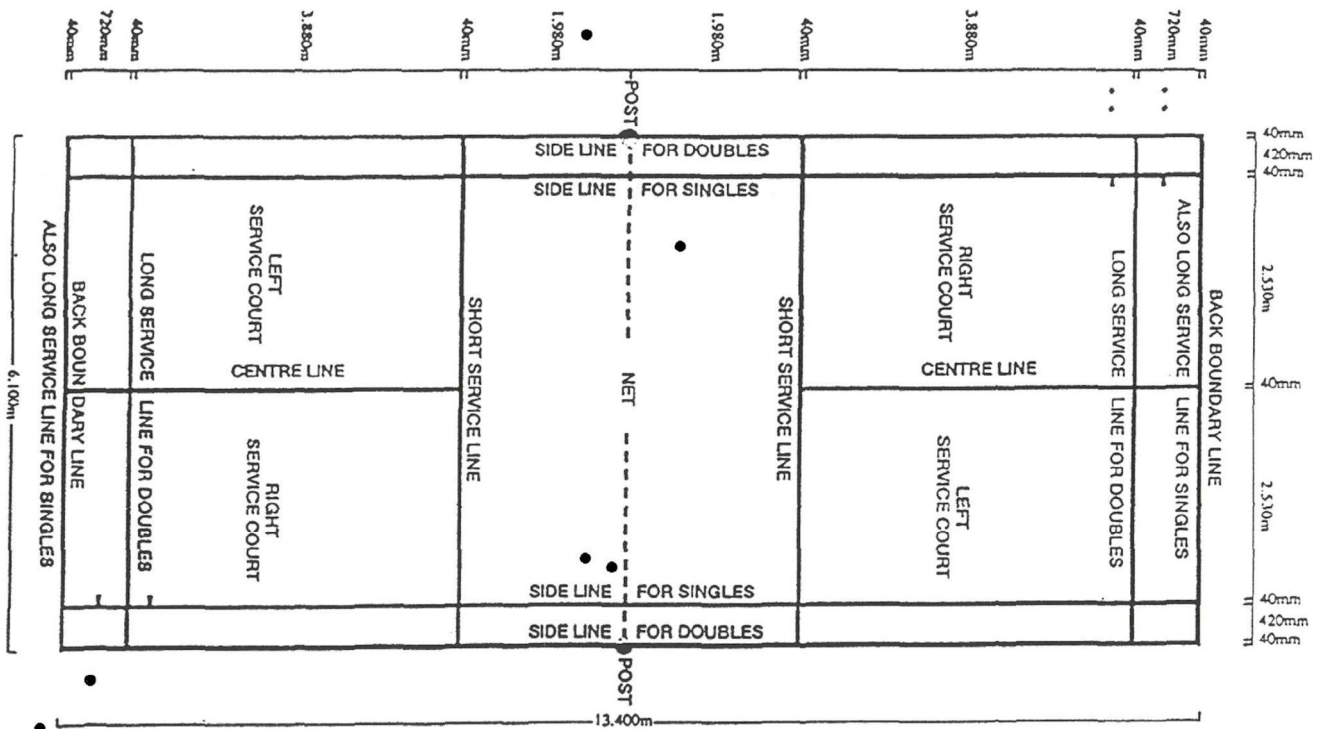 40mm
720mm
40mm
3.880m
40mm
1.980m
1.980m
40mm
3.880m
40mm
720mm
40mm
POST
SIDE LINE FOR DOUBLES
SIDE LINE FOR SINGLES
40mm
420mm
40mm
2.530m
40mm
2.530m
40mm
420mm
40mm
LEFT
SERVICE COURT
RIGHT
SERVICE COURT
CENTRE LINE
CENTRE LINE
RIGHT
SERVICE COURT
LEFT
SERVICE COURT
NET
SHORT SERVICE LINE
SHORT SERVICE LINE
LONG SERVICE LINE FOR DOUBLES
LONG SERVICE LINE FOR DOUBLES
BACK BOUNDARY LINE
ALSO LONG SERVICE LINE FOR SINGLES
BACK BOUNDARY LINE
ALSO LONG SERVICE LINE FOR SINGLES
SIDE LINE FOR SINGLES
SIDE LINE FOR DOUBLES
POST
6.100m
13.400m